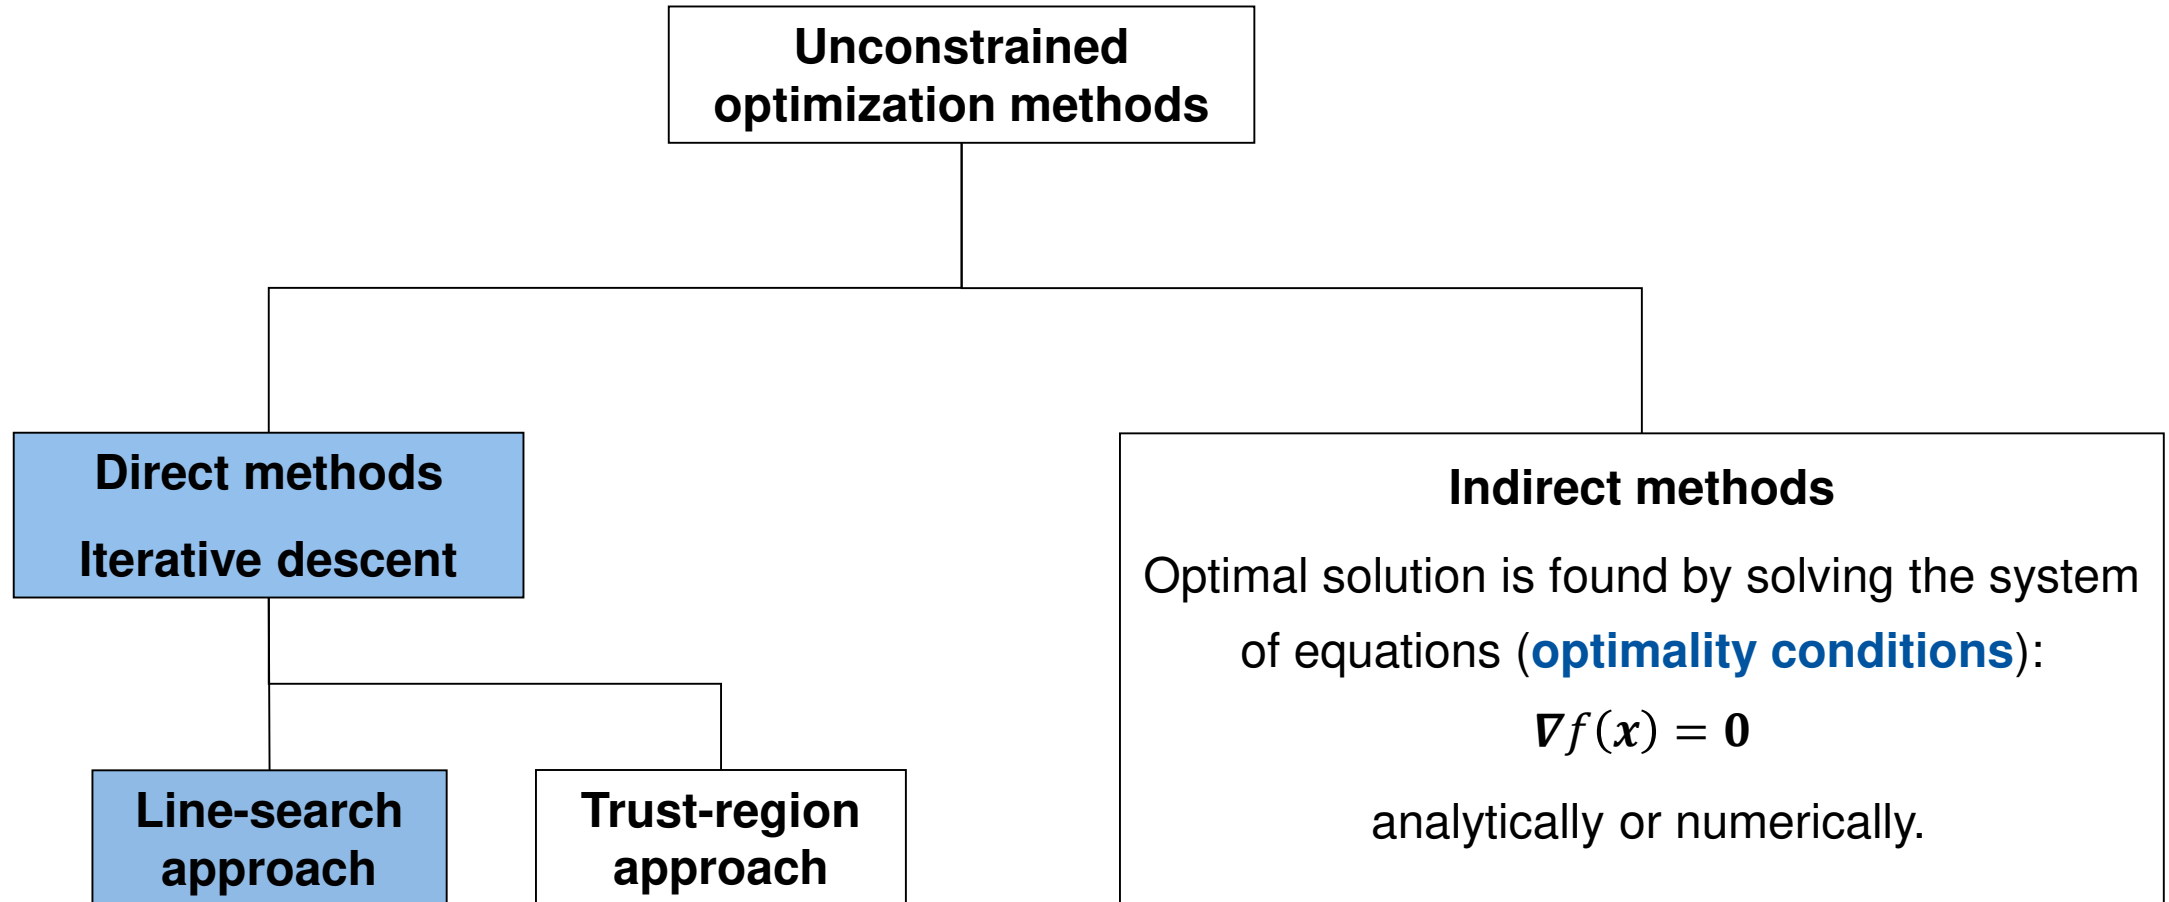 Unconstrained
optimization methods
Direct methods
Iterative descent
Indirect methods
Optimal solution is found by solving the system
of equations (optimality conditions):
∇f(x) = 0
analytically or numerically.
Line-search
approach
Trust-region
approach